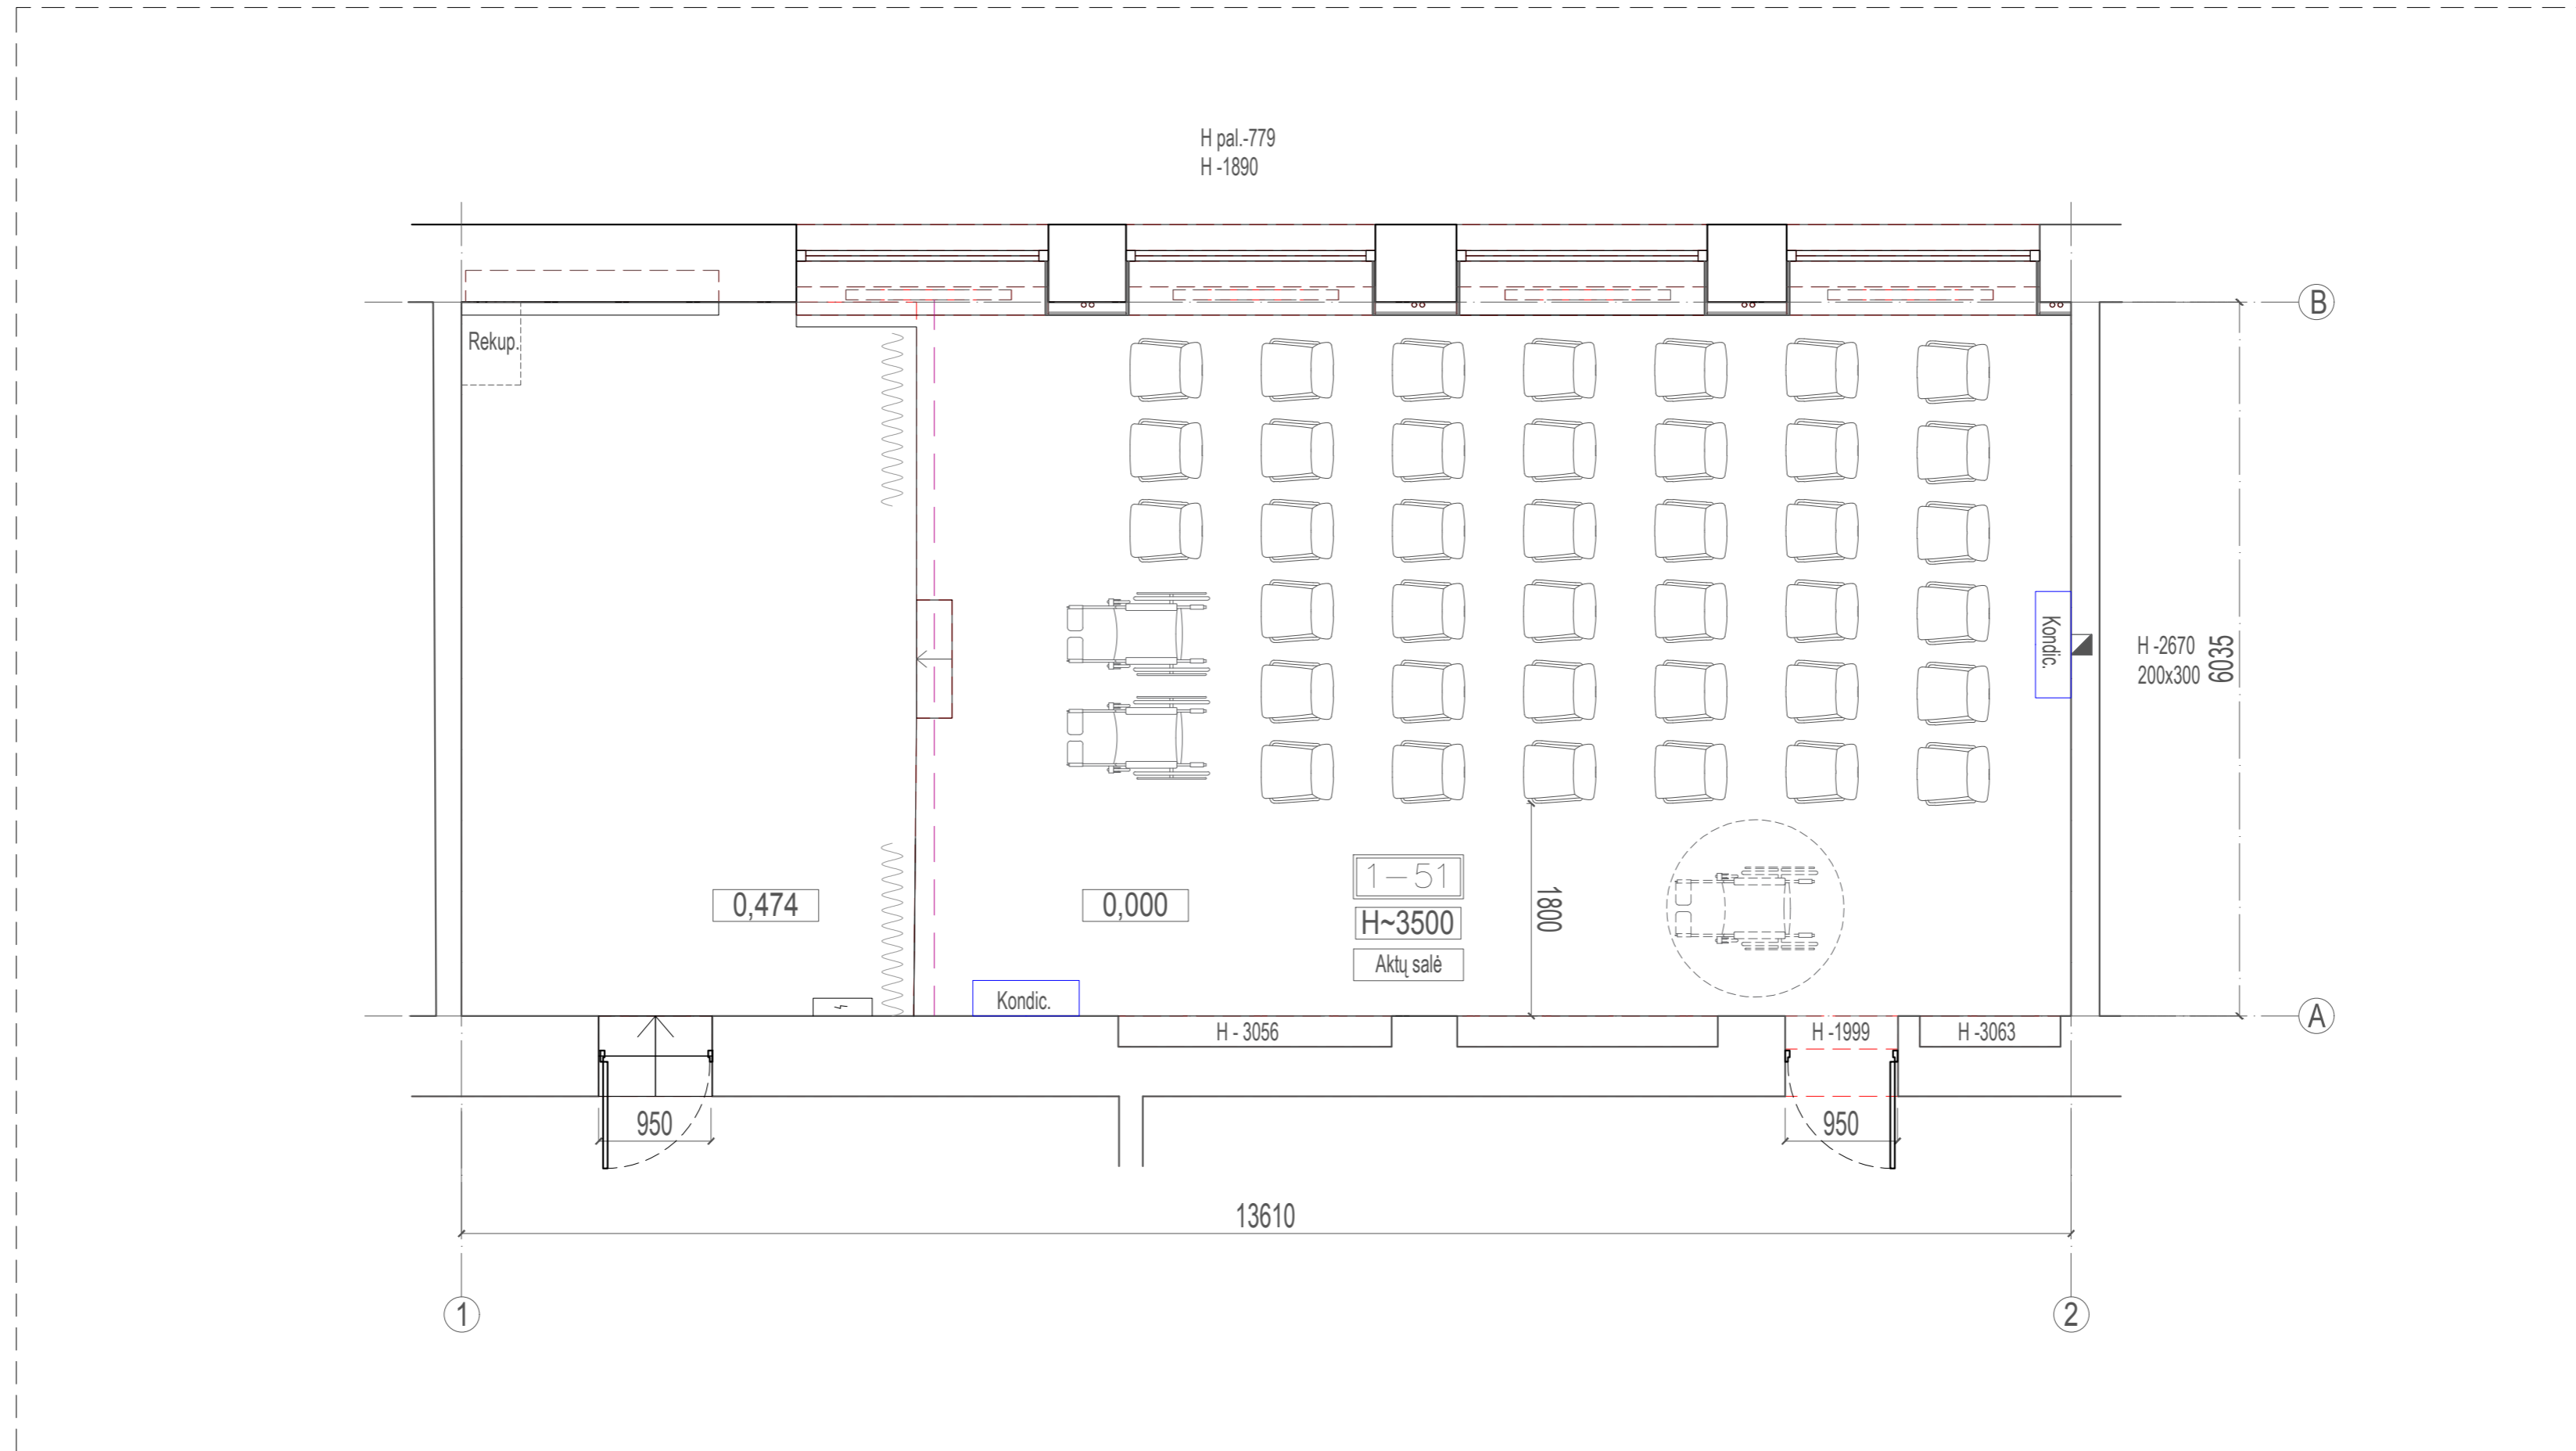 H pal.-779
H -1890
B
Rekup.
Kondic.
H -2670
200x300
6035
1-51
0,474
0,000
H~3500
1800
Aktų salė
Kondic.
A
H - 3056
H -1999
H -3063
950
950
13610
1
2